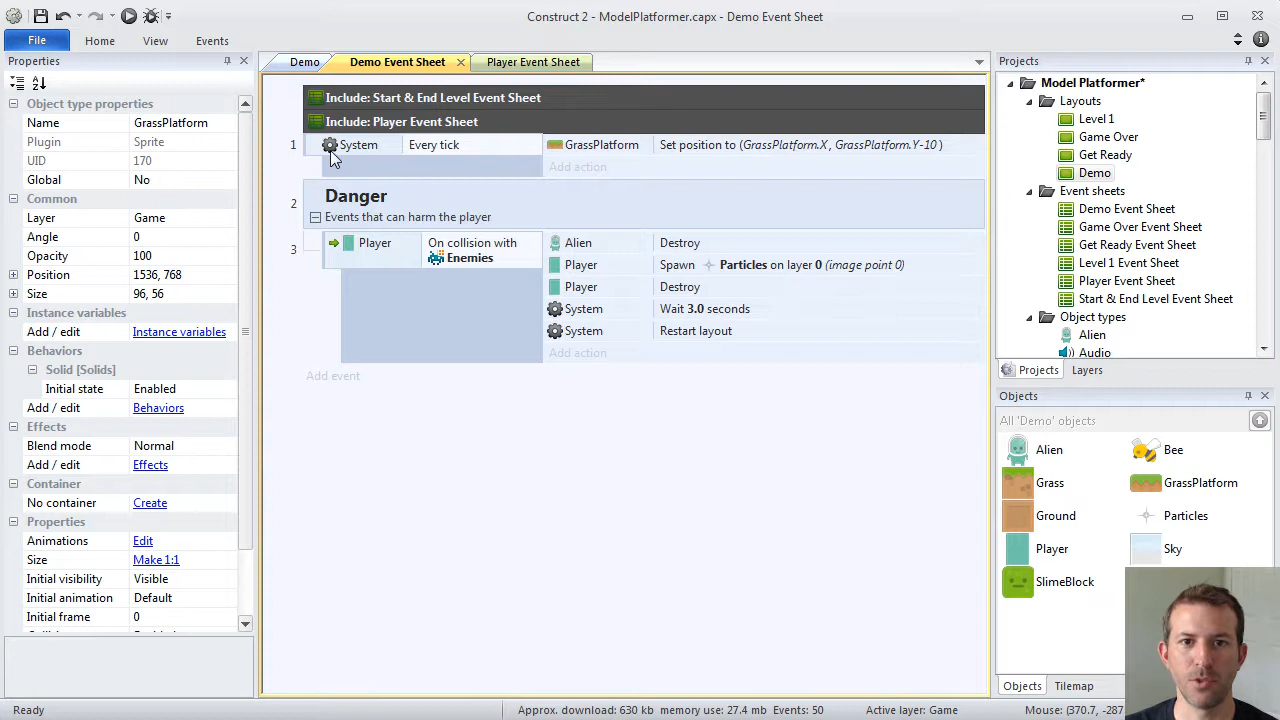 Construct 2 - ModelPlatformer.capx - Demo Event Sheet
File
Home
View
Events
Properties
Object type properties
Name GrassPlatform
Plugin Sprite
UID 170
Global No
Common
Layer Game
Angle 0
Opacity 100
Position 1536, 768
Size 96, 56
Instance variables
Add / edit Instance variables
Behaviors
Solid [Solids]
Initial state Enabled
Add / edit Behaviors
Effects
Blend mode Normal
Add / edit Effects
Container
No container Create
Properties
Animations Edit
Size Make 1:1
Initial visibility Visible
Initial animation Default
Initial frame 0
Demo
Demo Event Sheet
Player Event Sheet
Include: Start & End Level Event Sheet
Include: Player Event Sheet
1 System Every tick GrassPlatform Set position to (GrassPlatform.X , GrassPlatform.Y-10 )
Add action
2 Danger
Events that can harm the player
3 Player On collision with Enemies
Alien Destroy
Player Spawn Particles on layer 0 (image point 0)
Player Destroy
System Wait 3.0 seconds
System Restart layout
Add action
Add event
Projects
Model Platformer*
Layouts
Level 1
Game Over
Get Ready
Demo
Event sheets
Demo Event Sheet
Game Over Event Sheet
Get Ready Event Sheet
Level 1 Event Sheet
Player Event Sheet
Start & End Level Event Sheet
Object types
Alien
Audio
Projects Layers
Objects
All 'Demo' objects
Alien Bee
Grass GrassPlatform
Ground Particles
Player Sky
SlimeBlock
Objects Tilemap
Ready
Approx. download: 630 kb
memory use: 27.4 mb
Events: 50
Active layer: Game
Mouse: (370.7, -287